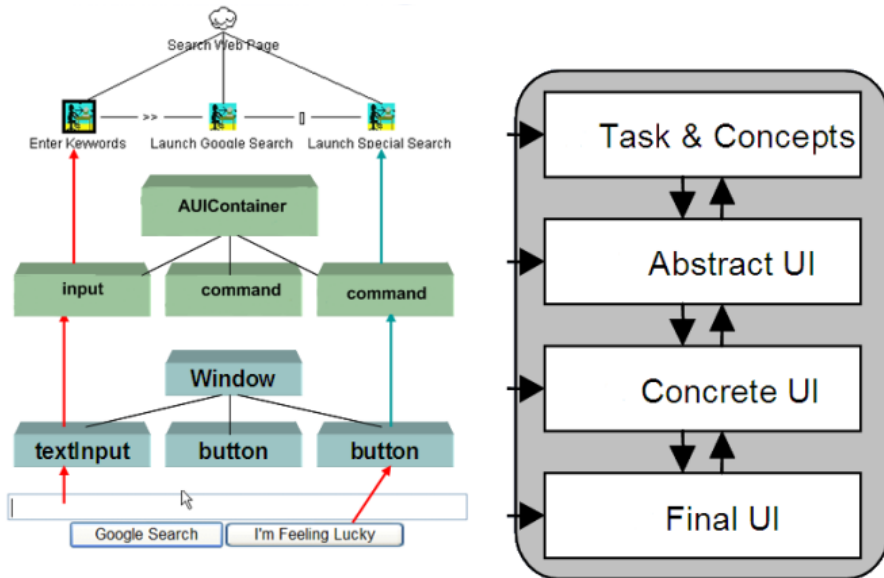 Search Web Page
>>
[]
Enter Keywords
Launch Google Search
Launch Special Search
AUIContainer
input
command
command
Window
textInput
button
button
Google Search
I'm Feeling Lucky
Task & Concepts
Abstract UI
Concrete UI
Final UI